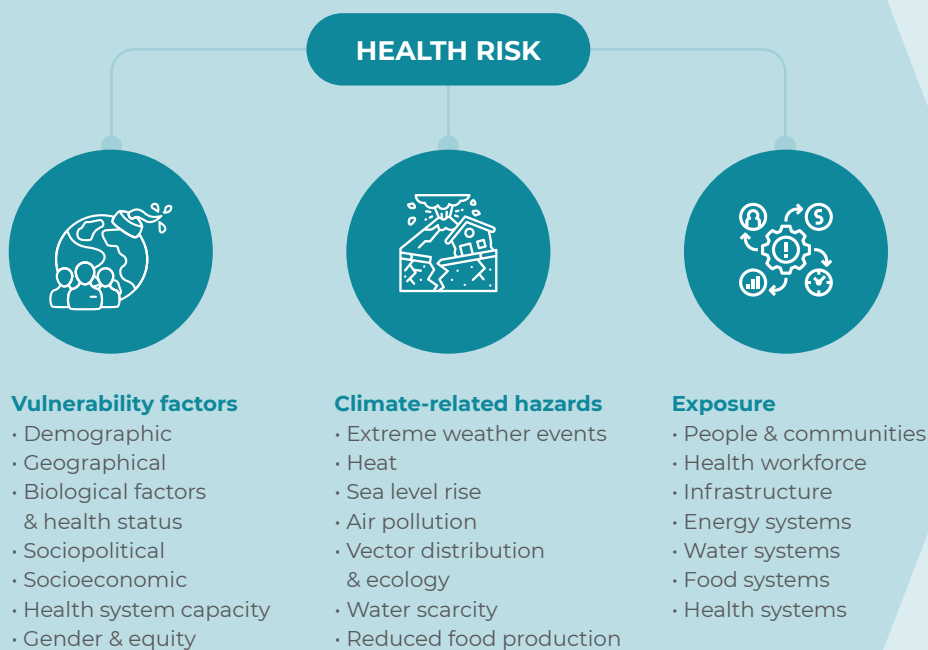 HEALTH RISK
Vulnerability factors
· Demographic
· Geographical
· Biological factors
& health status
· Sociopolitical
· Socioeconomic
· Health system capacity
· Gender & equity
Climate-related hazards
· Extreme weather events
· Heat
· Sea level rise
· Air pollution
· Vector distribution
& ecology
· Water scarcity
· Reduced food production
Exposure
· People & communities
· Health workforce
· Infrastructure
· Energy systems
· Water systems
· Food systems
· Health systems